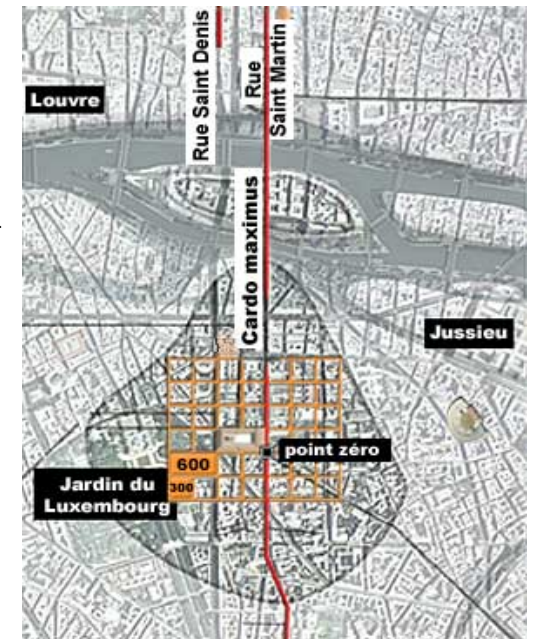 Louvre
Rue Saint Denis
Rue
Saint Martin
Cardo maximus
Jussieu
point zéro
600
300
Jardin du
Luxembourg